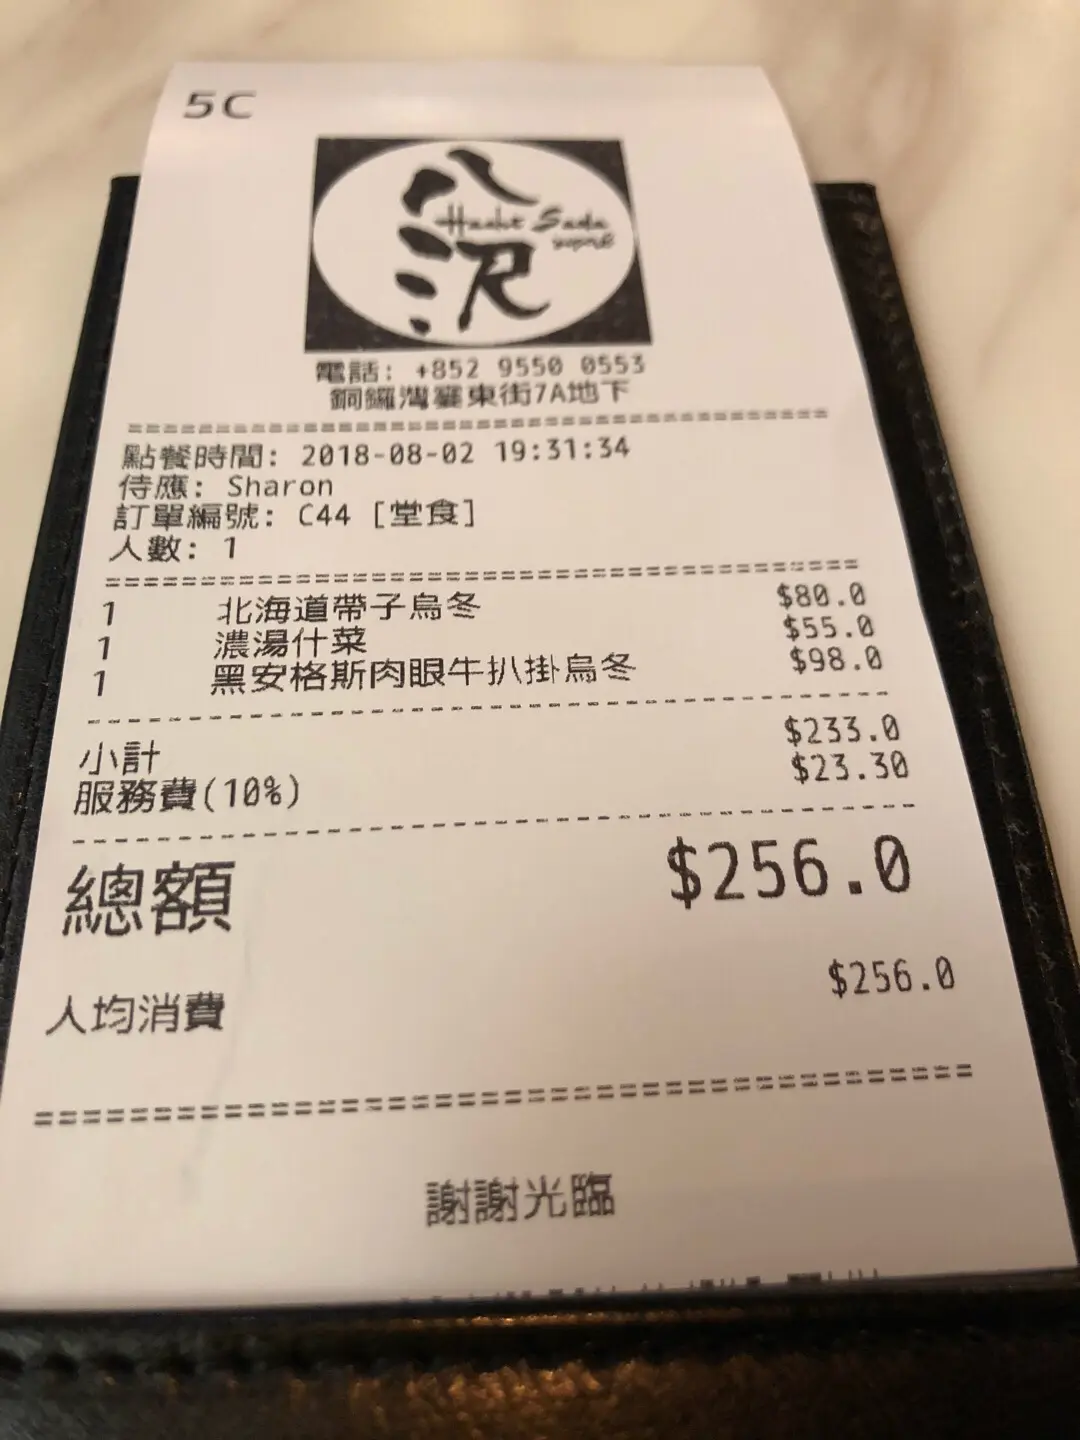 5C
八
Hacht Sada
沢
電話: +852 9550 0553
銅鑼灣耀東街7A地下
================================================
點餐時間: 2018-08-02 19:31:34
侍應: Sharon
訂單編號: C44 [堂食]
人數: 1
================================================
1 北海道帶子烏冬 $80.0
1 濃湯什菜 $55.0
1 黑安格斯肉眼牛扒掛烏冬 $98.0
------------------------------------------------
小計 $233.0
服務費(10%) $23.30
------------------------------------------------
總額 $256.0
人均消費 $256.0
================================================
謝謝光臨